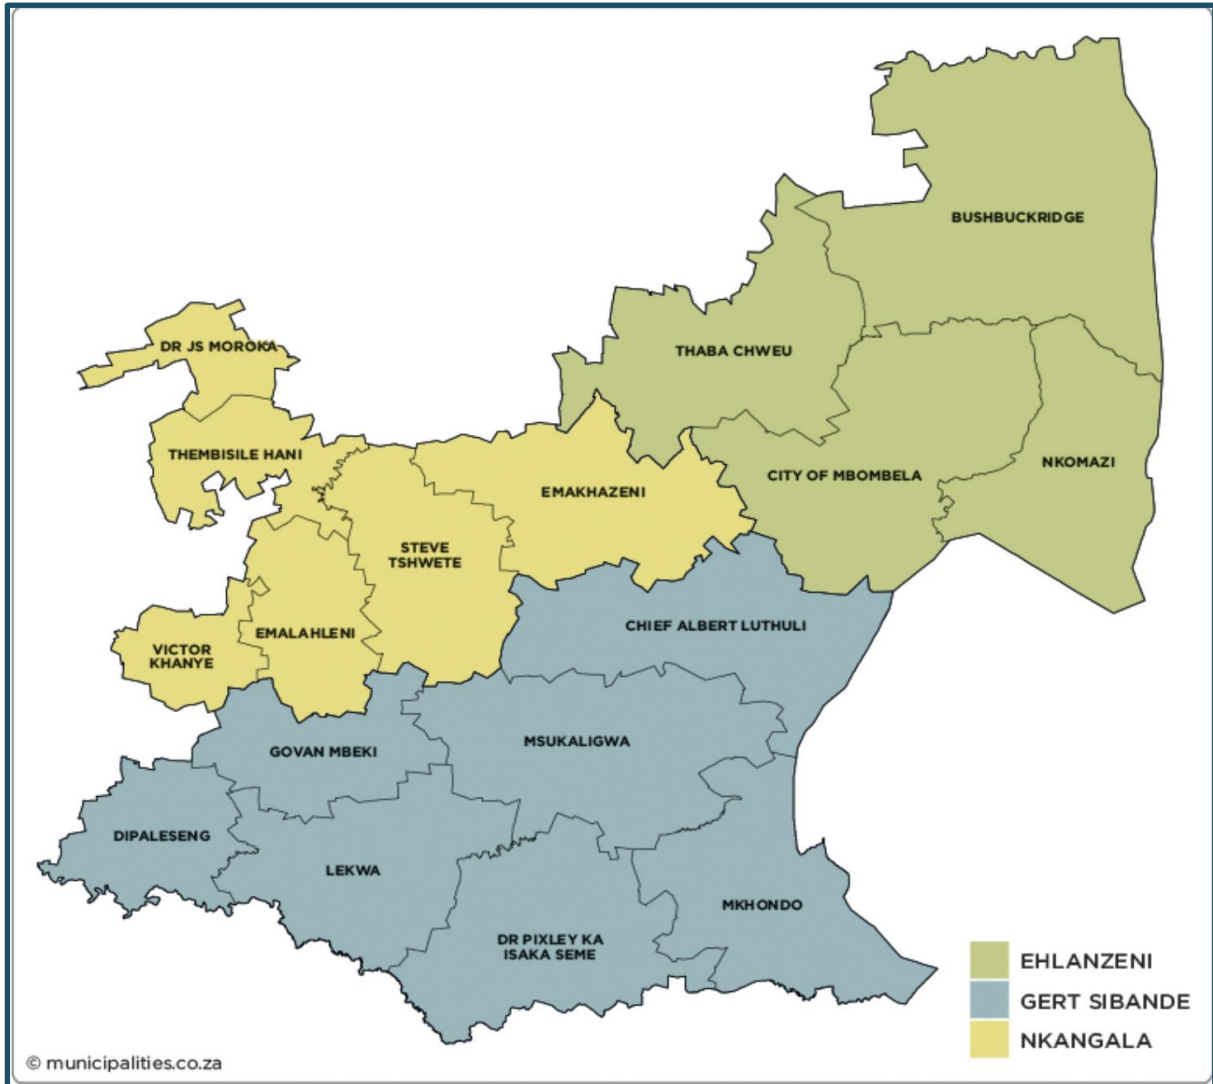 BUSHBUCKRIDGE
DR JS MOROKA
THABA CHWEU
THEMBISILE HANI
NKOMAZI
CITY OF MBOMBELA
EMAKHAZENI
STEVE
TSHWETE
CHIEF ALBERT LUTHULI
EMALAHLENI
VICTOR
KHANYE
MSUKALIGWA
GOVAN MBEKI
DIPALESENG
LEKWA
MKHONDO
DR PIXLEY KA
ISAKA SEME
EHLANZENI
GERT SIBANDE
NKANGALA
© municipalities.co.za